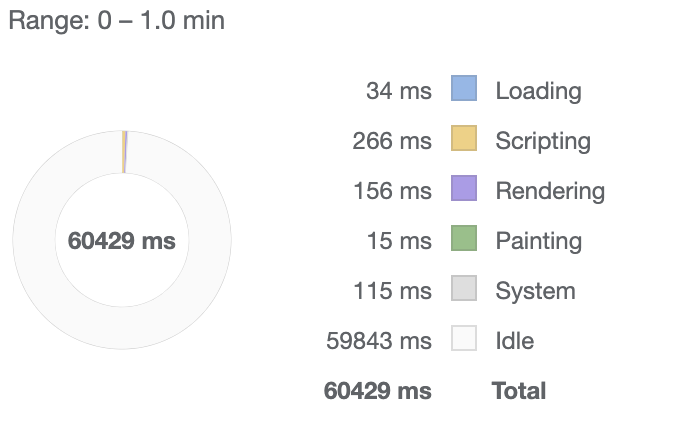 Range: 0 – 1.0 min
34 ms Loading
266 ms Scripting
156 ms Rendering
60429 ms
15 ms Painting
115 ms System
59843 ms Idle
60429 ms Total